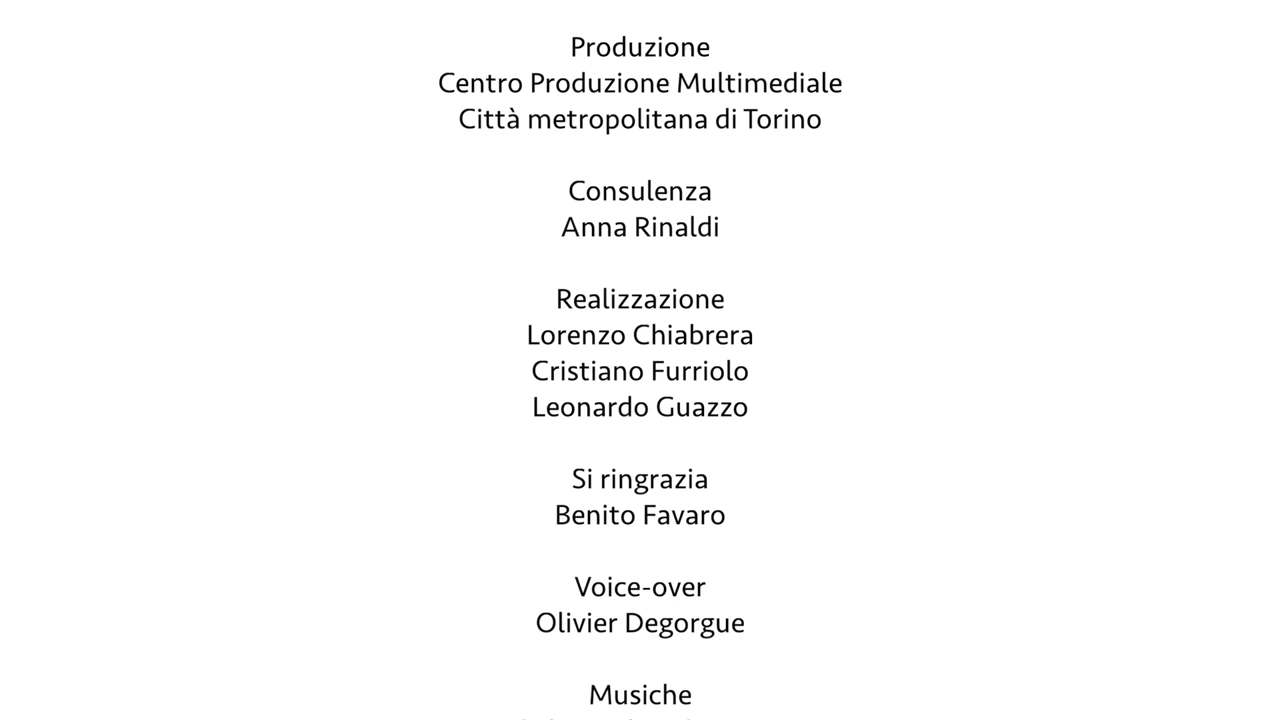 Produzione
Centro Produzione Multimediale
Città metropolitana di Torino
Consulenza
Anna Rinaldi
Realizzazione
Lorenzo Chiabrera
Cristiano Furriolo
Leonardo Guazzo
Si ringrazia
Benito Favaro
Voice-over
Olivier Degorgue
Musiche